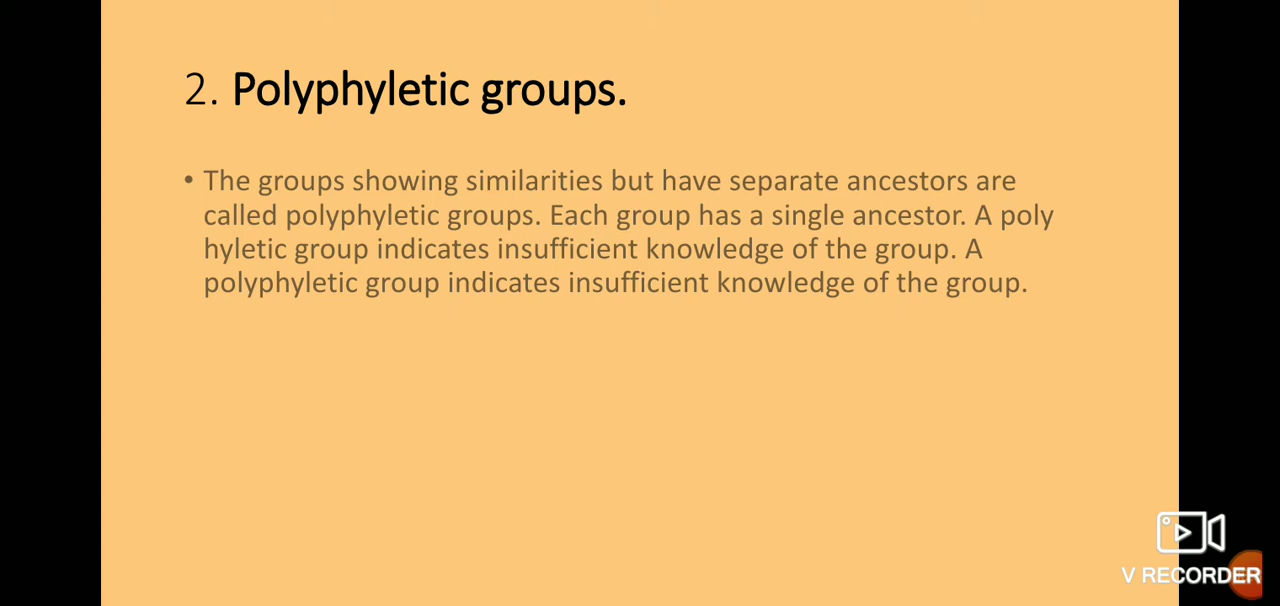 2. Polyphyletic groups.
• The groups showing similarities but have separate ancestors are
called polyphyletic groups. Each group has a single ancestor. A poly
hyletic group indicates insufficient knowledge of the group. A
polyphyletic group indicates insufficient knowledge of the group.
V RECORDER